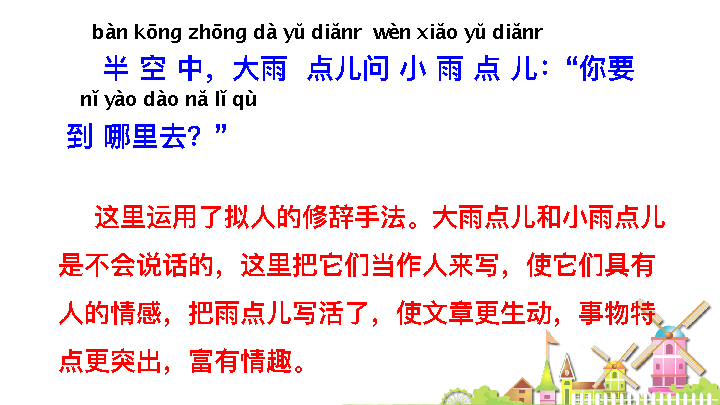 bàn kōng zhōng dà yǔ diǎnr wèn xiǎo yǔ diǎnr
半 空 中，大雨 点儿问 小 雨 点 儿：“你要
nǐ yào dào nǎ lǐ qù
到 哪里去？”
这里运用了拟人的修辞手法。大雨点儿和小雨点儿
是不会说话的，这里把它们当作人来写，使它们具有
人的情感，把雨点儿写活了，使文章更生动，事物特
点更突出，富有情趣。